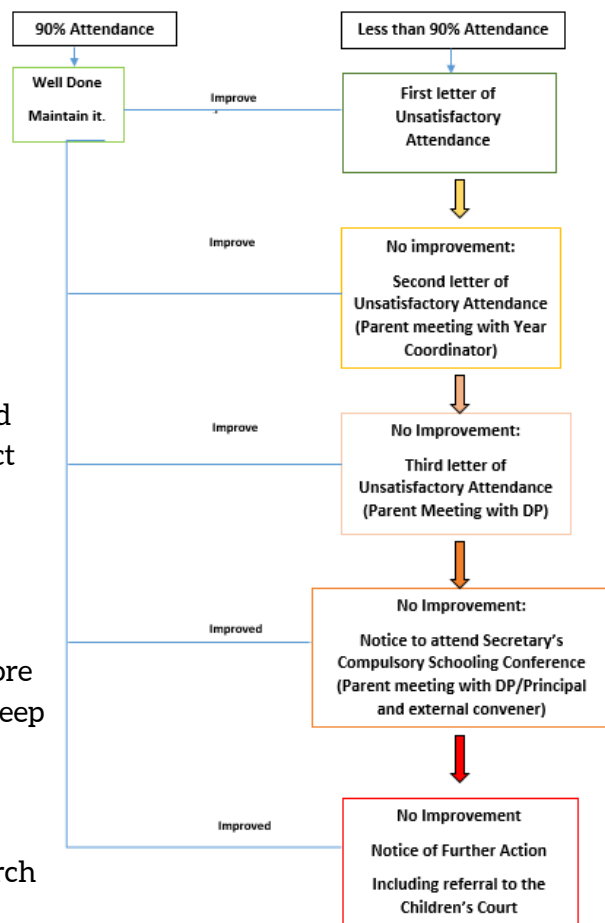 90% Attendance
Less than 90% Attendance
Well Done
Maintain it.
Improve
First letter of
Unsatisfactory
Attendance
Improve
No improvement:
Second letter of
Unsatisfactory Attendance
(Parent meeting with Year
Coordinator)
Improve
No Improvement:
Third letter of
Unsatisfactory Attendance
(Parent Meeting with DP)
Improved
No Improvement:
Notice to attend Secretary's
Compulsory Schooling Conference
(Parent meeting with DP/Principal
and external convener)
Improved
No Improvement
Notice of Further Action
Including referral to the
Children's Court